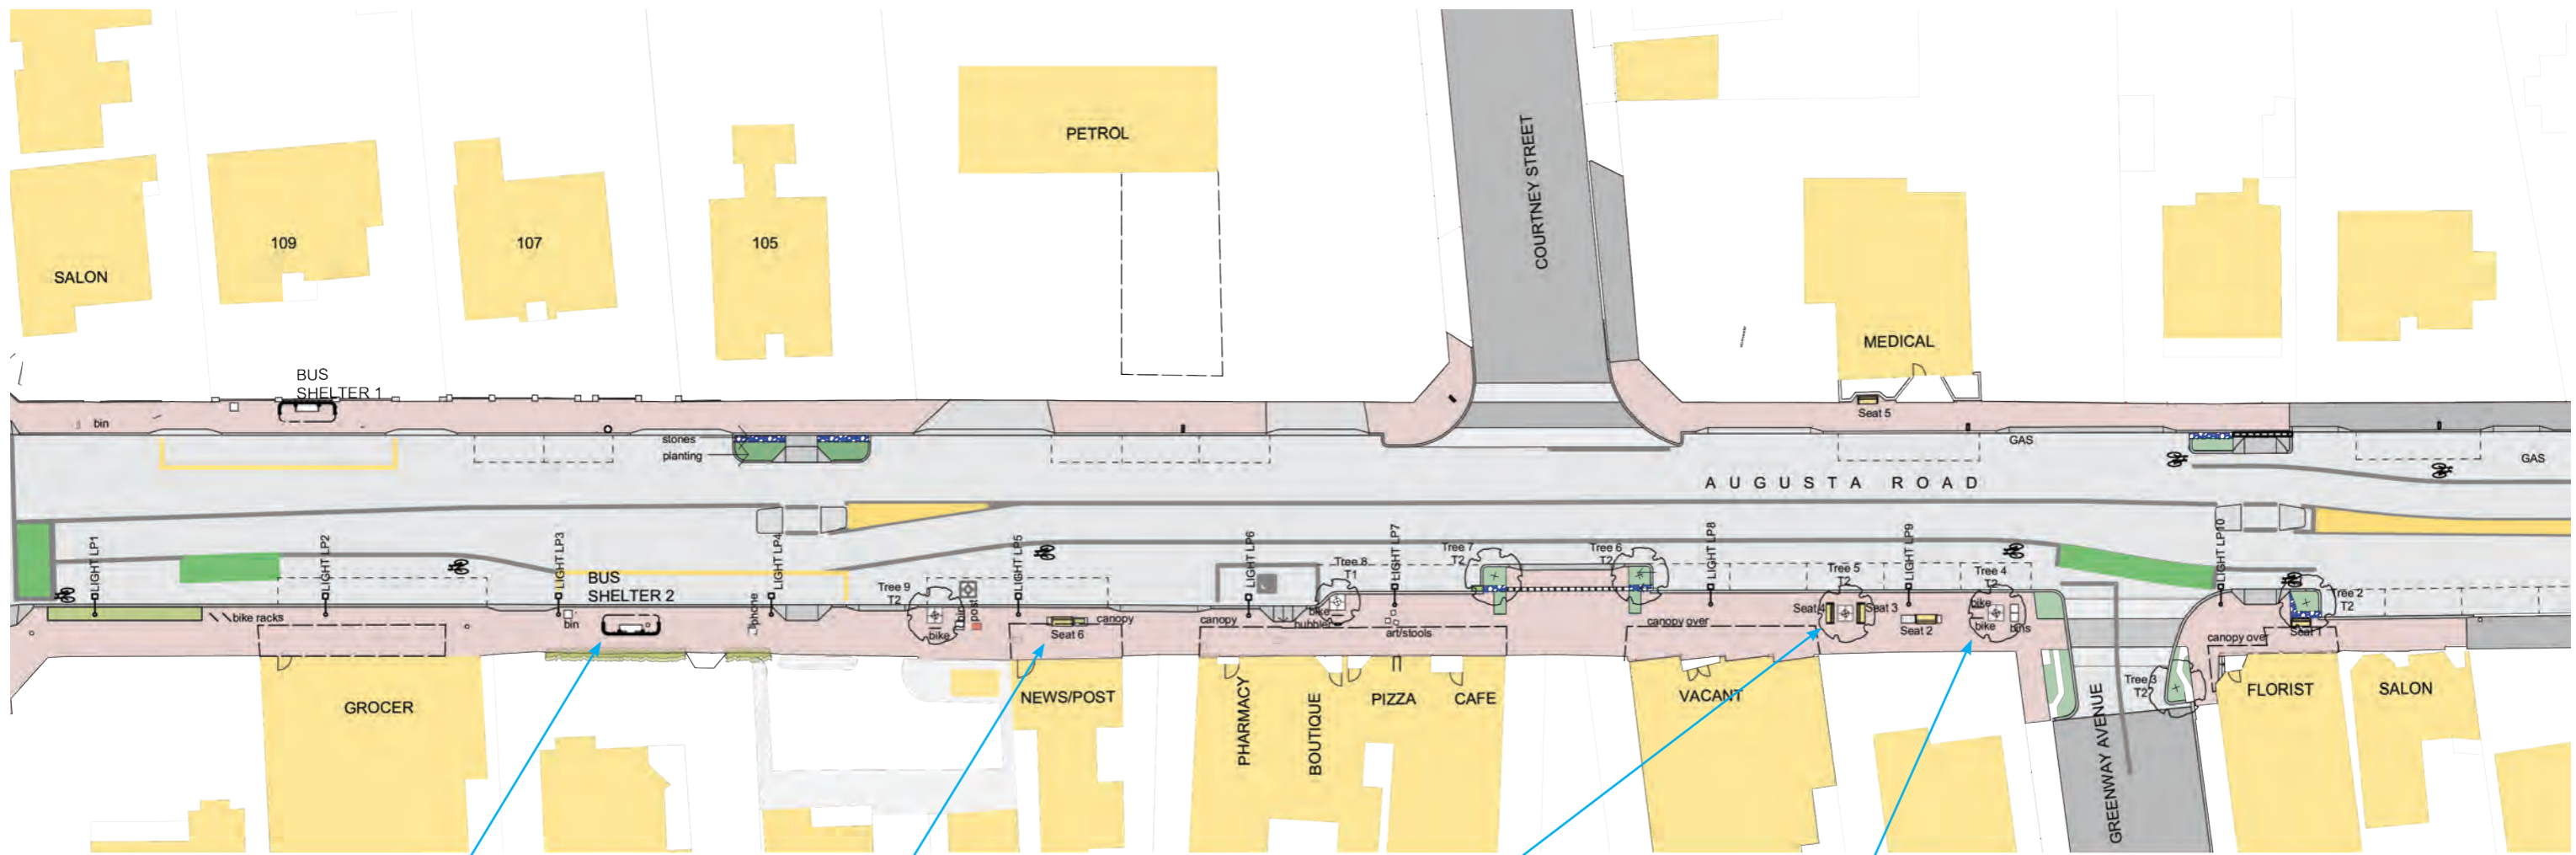 PETROL
COURTNEY STREET
SALON
109
107
105
MEDICAL
BUS
SHELTER 1
bin
Seat 5
stones
planting
GAS
GAS
AUGUSTA ROAD
LIGHT LP1
LIGHT LP2
LIGHT LP3
LIGHT LP4
LIGHT LP5
LIGHT LP6
LIGHT LP7
LIGHT LP8
LIGHT LP9
LIGHT LP10
BUS
SHELTER 2
bike racks
bin
phone
Tree 9
T2
bike
bin
post
Seat 6
canopy
canopy
Tree 8
T1
bike
bubbler
art/stools
Tree 7
T2
Tree 6
T2
canopy over
Tree 5
T2
Seat 4
Seat 3
Seat 2
Tree 4
T2
bike
bike
bins
Tree 2
T2
Seat 1
canopy over
Tree 3
T2?
GROCER
NEWS/POST
PHARMACY
BOUTIQUE
PIZZA
CAFE
VACANT
GREENWAY AVENUE
FLORIST
SALON